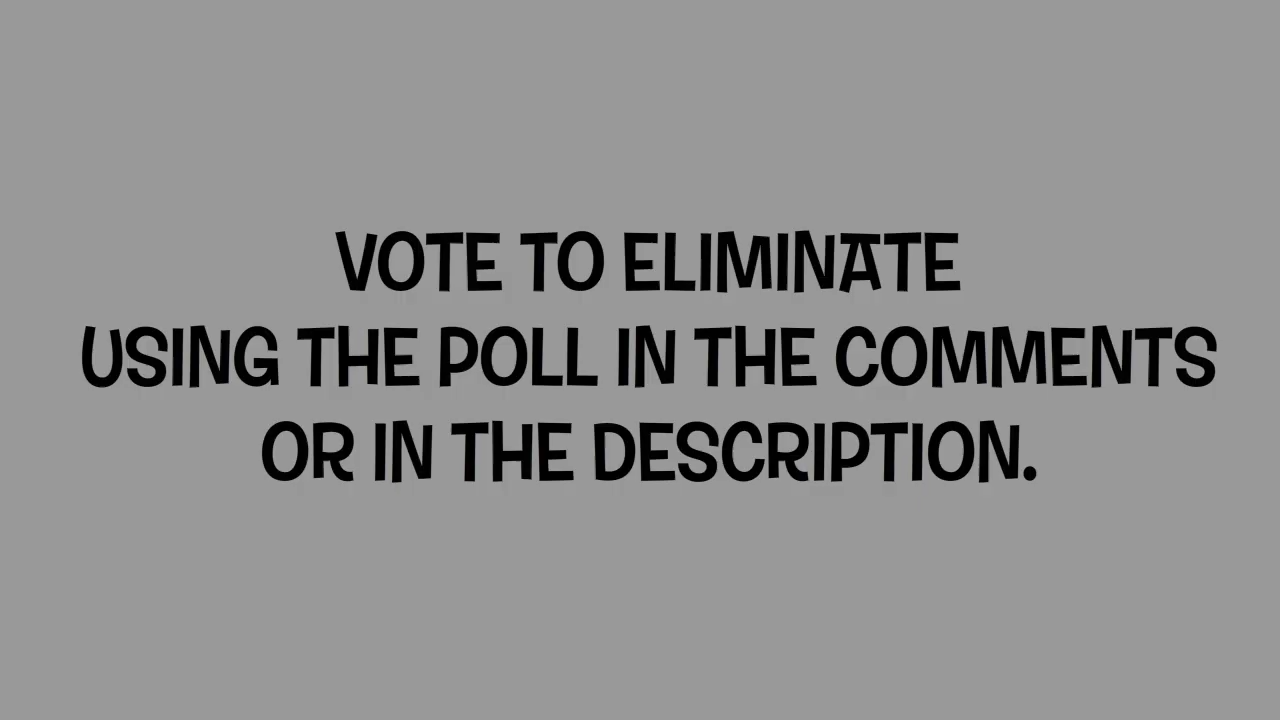 VOTE TO ELIMINATE
USING THE POLL IN THE COMMENTS
OR IN THE DESCRIPTION.